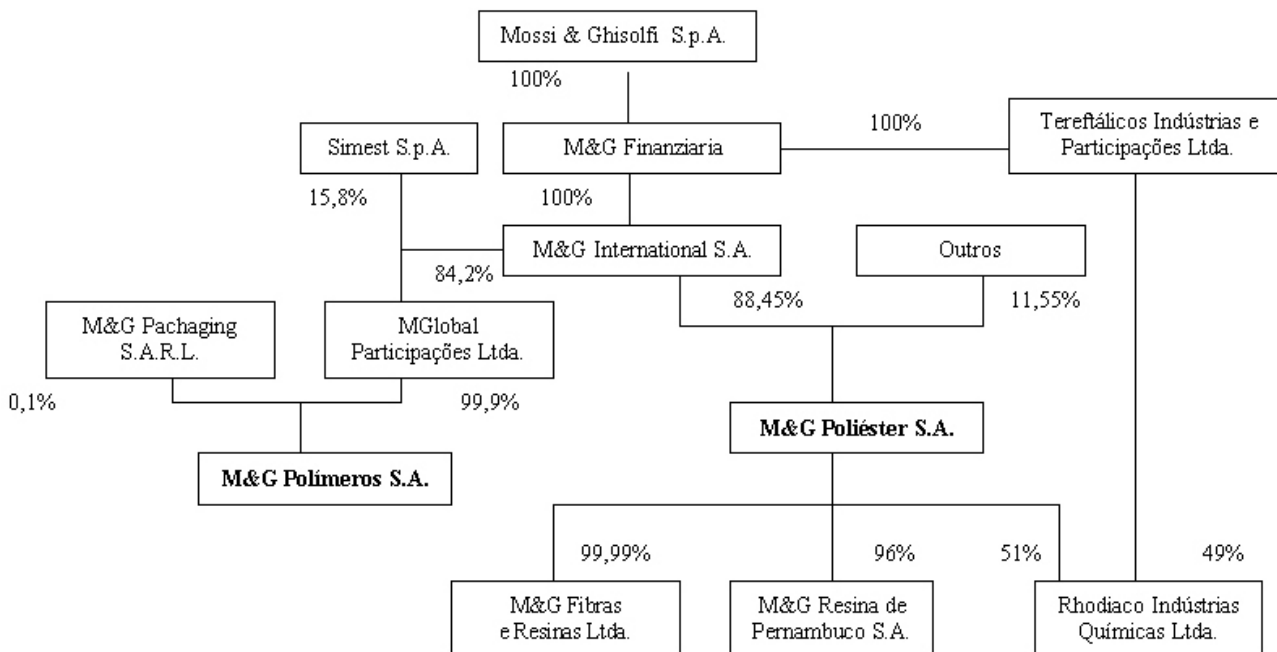 Mossi & Ghisolfi S.p.A.
100%
Simest S.p.A.
M&G Finanziaria
100%
Tereftálicos Indústrias e
Participações Ltda.
15,8%
100%
M&G International S.A.
Outros
84,2%
88,45%
11,55%
M&G Pachaging
S.A.R.L.
MGlobal
Participações Ltda.
0,1%
99,9%
M&G Poliéster S.A.
M&G Polímeros S.A.
99,99%
96%
51%
49%
M&G Fibras
e Resinas Ltda.
M&G Resina de
Pernambuco S.A.
Rhodiaco Indústrias
Químicas Ltda.